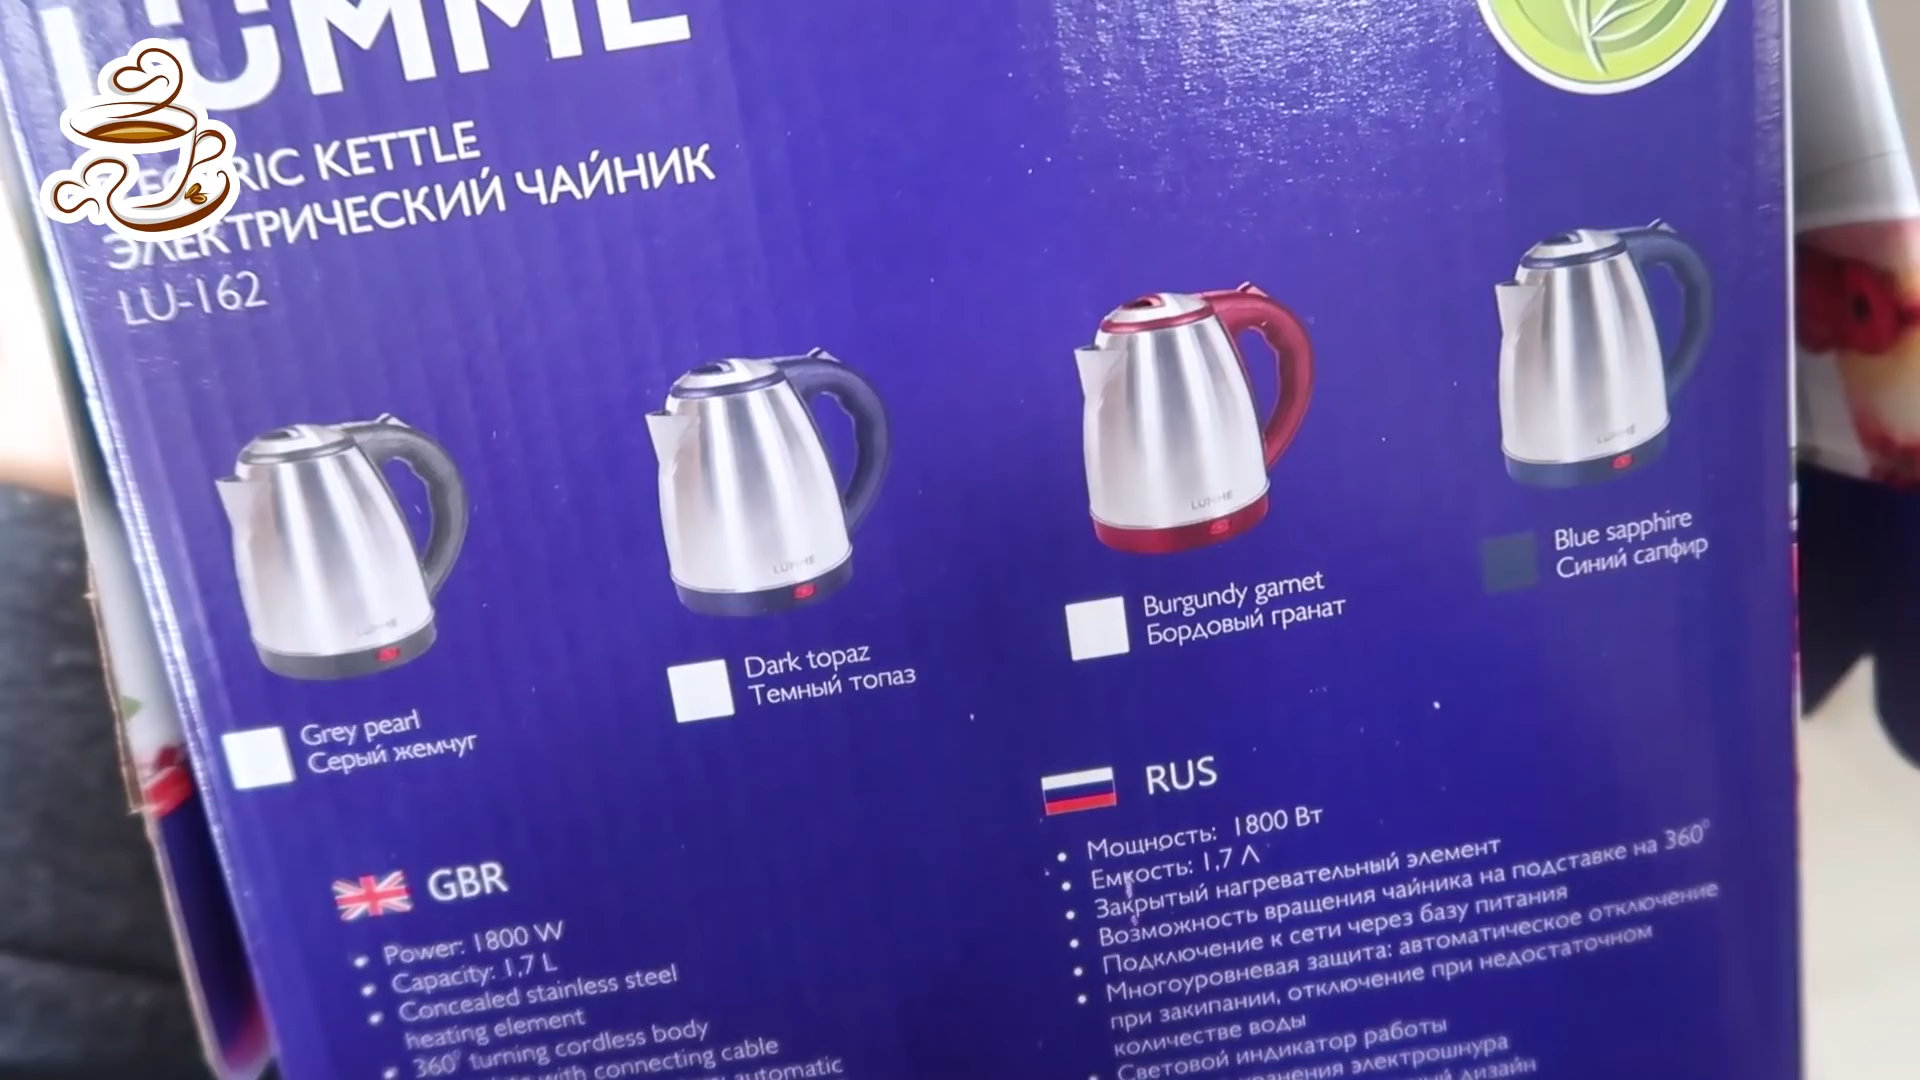 LUMME
ELECTRIC KETTLE
ЭЛЕКТРИЧЕСКИЙ ЧАЙНИК
LU-162
LUMME
LUMME
LUMME
LUMME
Grey pearl
Серый жемчуг
Dark topaz
Темный топаз
Burgundy garnet
Бордовый гранат
Blue sapphire
Синий сапфир
GBR
• Power: 1800 W
• Capacity: 1,7 L
• Concealed stainless steel
heating element
• 360° turning cordless body
with connecting cable
automatic
RUS
• Мощность: 1800 Вт
• Емкость: 1,7 Л
• Закрытый нагревательный элемент
• Возможность вращения чайника на подставке на 360°
• Подключение к сети через базу питания
• Многоуровневая защита: автоматическое отключение
при закипании, отключение при недостаточном
количестве воды
• Световой индикатор работы
электрошнура
дизайн